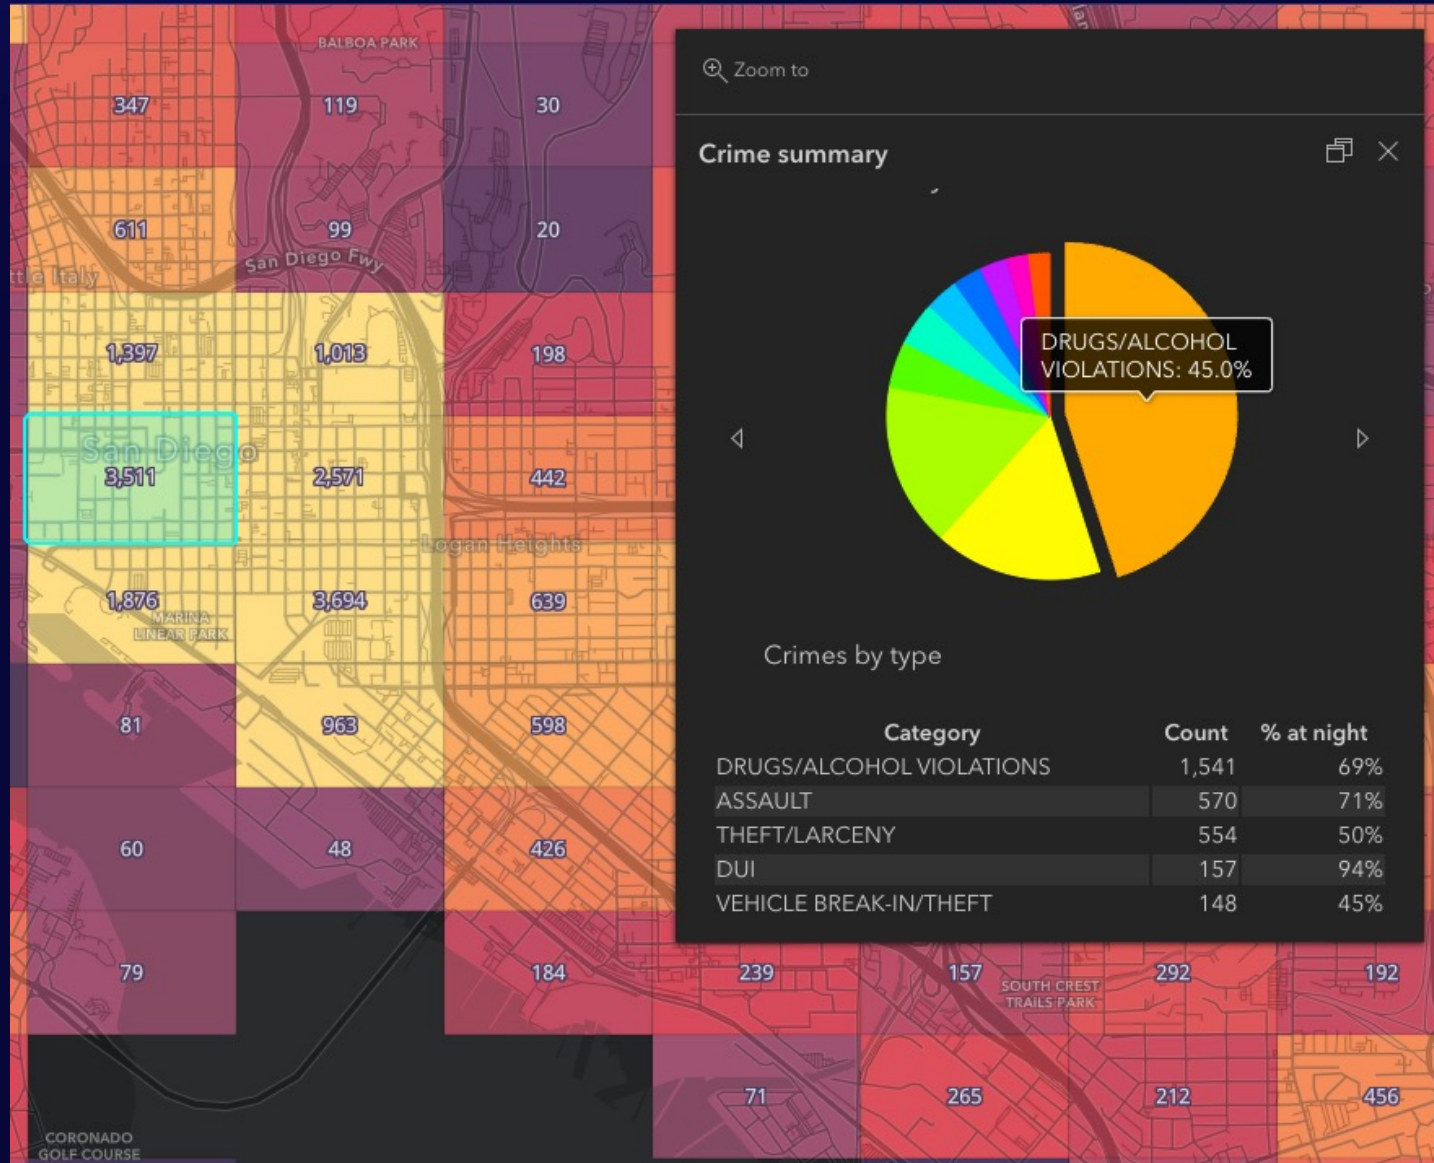 BALBOA PARK
347
119
30
611
99
20
San Diego Fwy
ttle Italy
1,397
1,013
198
San Diego
3,511
2,571
442
Logan Heights
1,876
3,694
639
MARINA
LINEAR PARK
81
963
598
60
48
426
79
184
239
157
292
192
SOUTH CREST
TRAILS PARK
71
265
212
456
CORONADO
GOLF COURSE
Zoom to
Crime summary
DRUGS/ALCOHOL
VIOLATIONS: 45.0%
Crimes by type
Category Count % at night
DRUGS/ALCOHOL VIOLATIONS 1,541 69%
ASSAULT 570 71%
THEFT/LARCENY 554 50%
DUI 157 94%
VEHICLE BREAK-IN/THEFT 148 45%